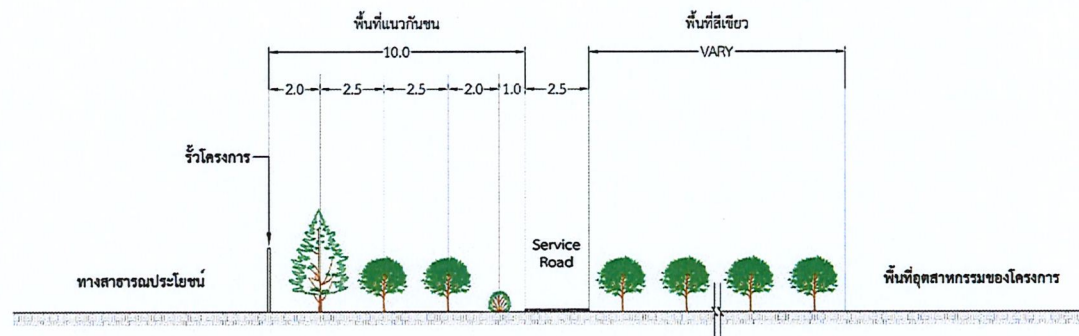 พื้นที่แนวกันชน
พื้นที่สีเขียว
10.0
VARY
2.0 2.5 2.5 2.0 1.0 2.5
รั้วโครงการ
Service
Road
ทางสาธารณประโยชน์
พื้นที่อุตสาหกรรมของโครงการ